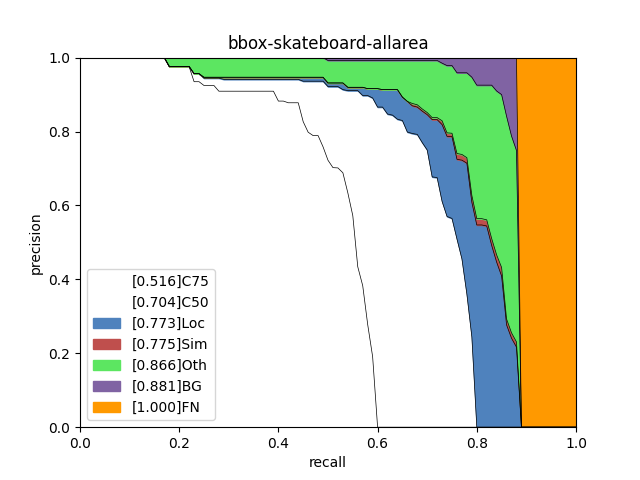 bbox-skateboard-allarea
1.0
0.8
0.6
0.4
0.2
0.0
precision
[0.516]C75
[0.704]C50
[0.773]Loc
[0.775]Sim
[0.866]Oth
[0.881]BG
[1.000]FN
0.0 0.2 0.4 0.6 0.8 1.0
recall